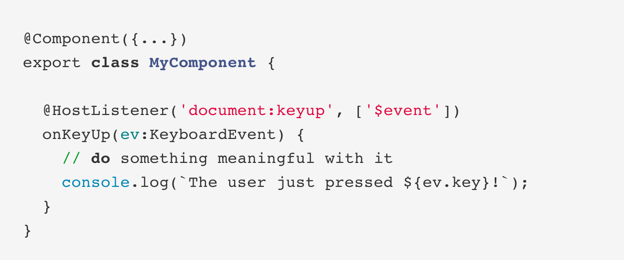 @Component({...})
export class MyComponent {
@HostListener('document:keyup', ['$event'])
onKeyUp(ev:KeyboardEvent) {
// do something meaningful with it
console.log(`The user just pressed ${ev.key}!`);
}
}